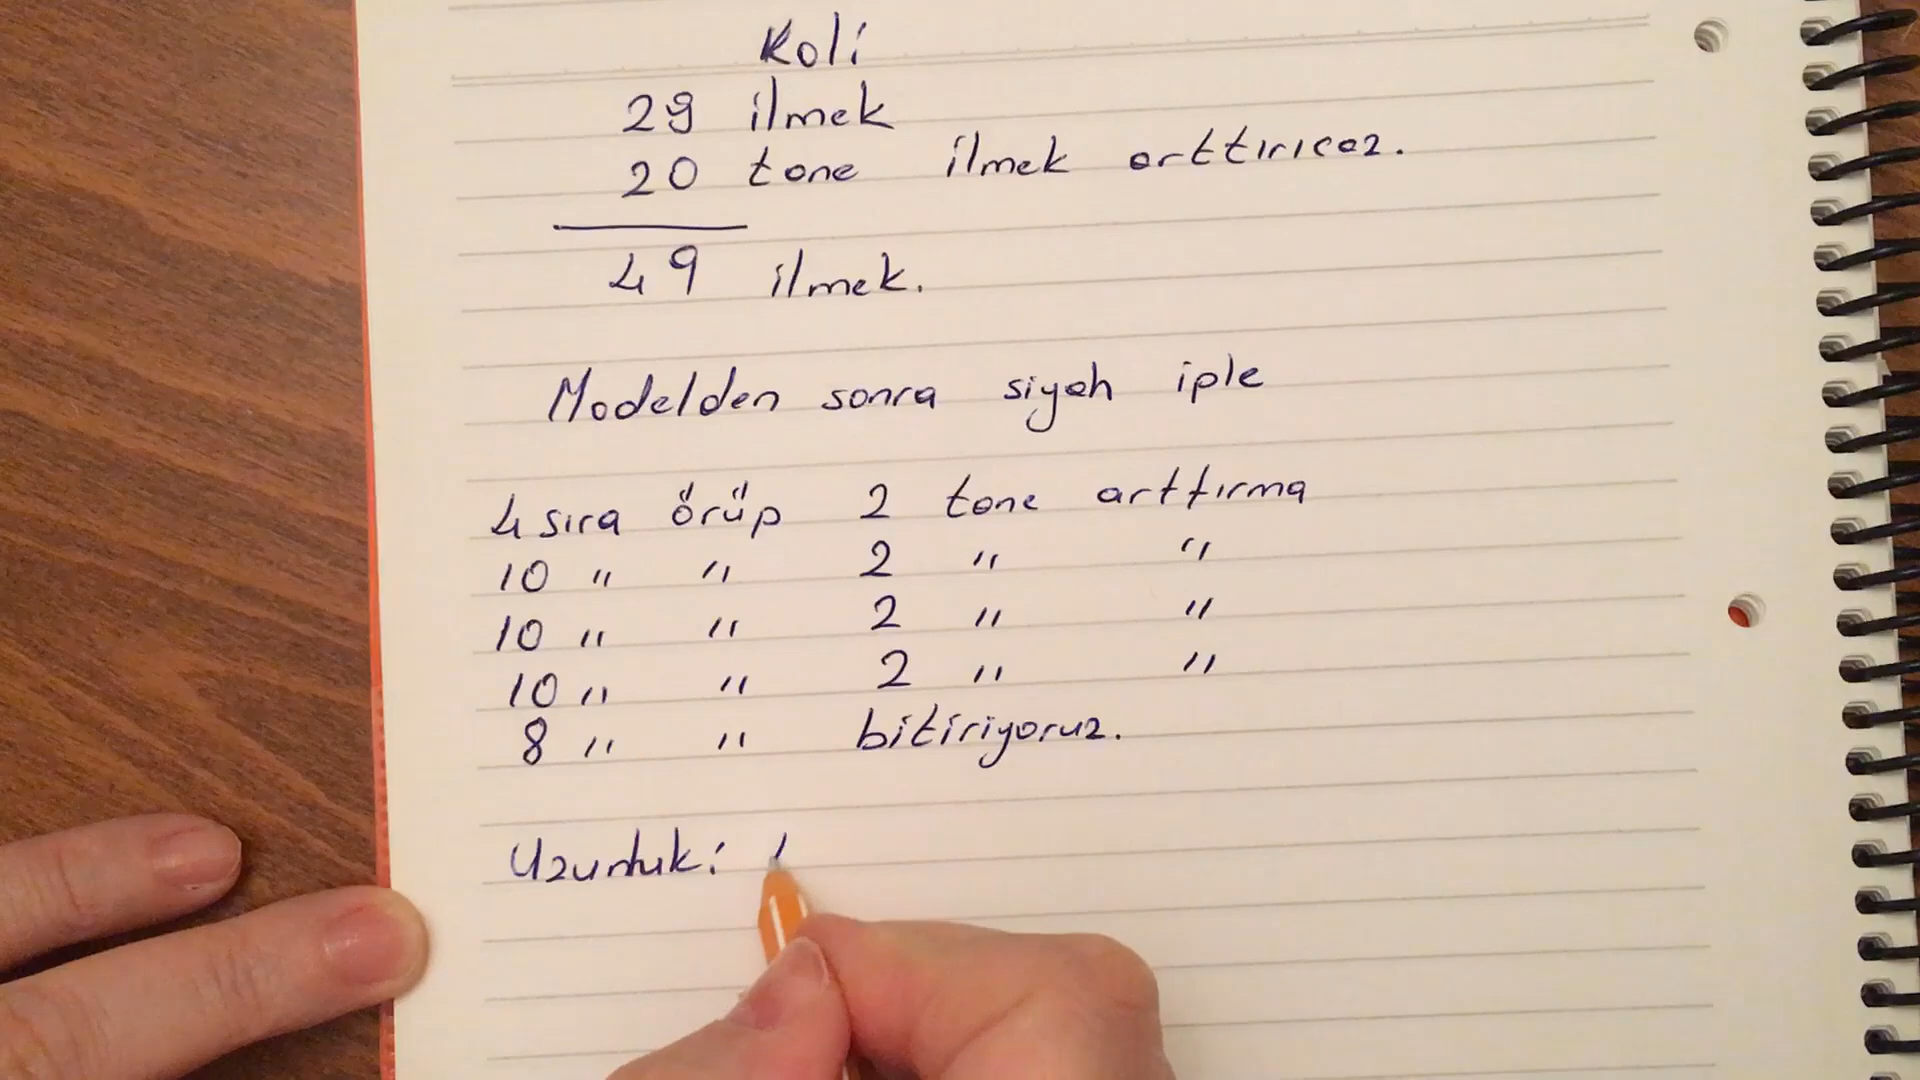 Koli
29 ilmek
20 tane ilmek arttırıcaz.
49 ilmek.
Modelden sonra siyah iple
4 sıra örüp 2 tane arttırma
10 " " 2 " "
10 " " 2 " "
10 " " 2 " "
8 " " bitiriyoruz.
Uzunluk: